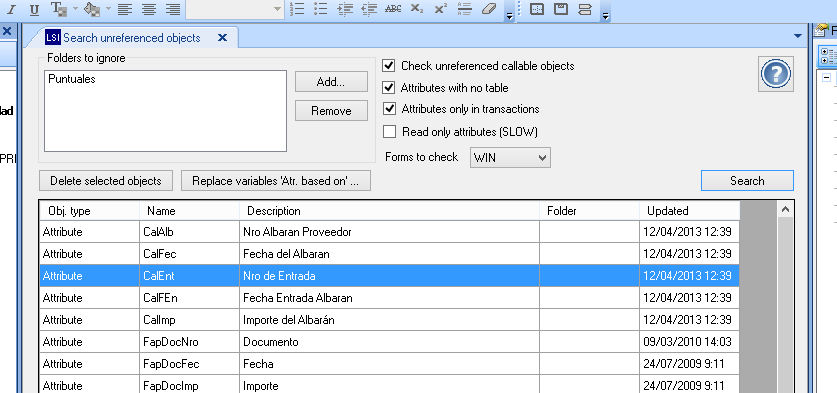 I U ABC X² X₂
LSI Search unreferenced objects X
Folders to ignore
Puntuales
Add...
Remove
Check unreferenced callable objects
Attributes with no table
Attributes only in transactions
Read only attributes (SLOW)
Forms to check WIN
?
dad
PRI
Delete selected objects Replace variables 'Atr. based on' ... Search
Obj. type Name Description Folder Updated
Attribute CalAlb Nro Albaran Proveedor 12/04/2013 12:39
Attribute CalFec Fecha del Albaran 12/04/2013 12:39
Attribute CalEnt Nro de Entrada 12/04/2013 12:39
Attribute CalFEn Fecha Entrada Albaran 12/04/2013 12:39
Attribute CalImp Importe del Albarán 12/04/2013 12:39
Attribute FapDocNro Documento 09/03/2010 14:03
Attribute FapDocFec Fecha 24/07/2009 9:11
Attribute FapDocImp Importe 24/07/2009 9:11